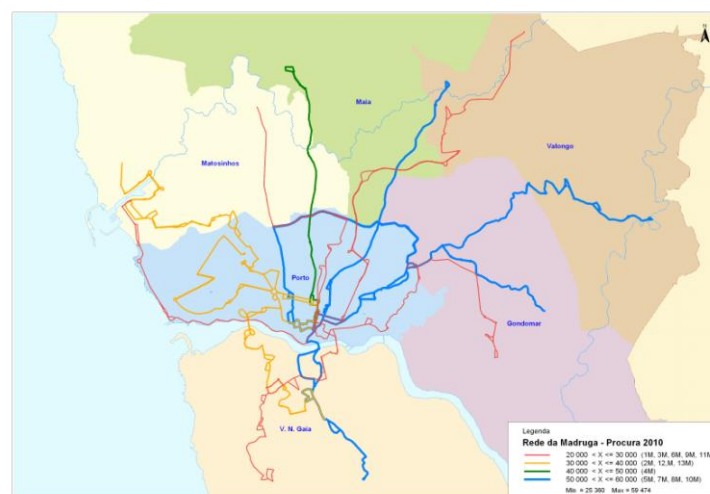 N
Maia
Valongo
Matosinhos
Porto
Gondomar
V. N. Gaia
Legenda
Rede da Madruga - Procura 2010
20 000 < X <= 30 000 (1M, 3M, 6M, 9M, 11M
30 000 < X <= 40 000 (2M, 12,M, 13M)
40 000 < X <= 50 000 (4M)
50 000 < X <= 60 000 (5M, 7M, 8M, 10M)
Min = 25 360 Max = 59 474